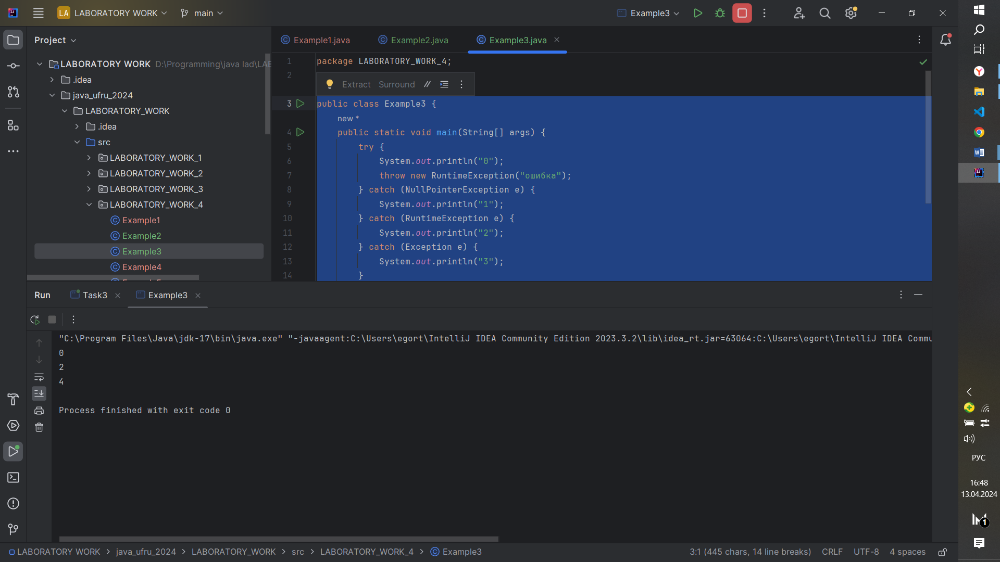 LA LABORATORY WORK main Example3
Project
Example1.java Example2.java Example3.java
LABORATORY WORK D:\Programming\java lad\LAB
.idea
java_ufru_2024
LABORATORY_WORK
.idea
src
LABORATORY_WORK_1
LABORATORY_WORK_2
LABORATORY_WORK_3
LABORATORY_WORK_4
Example1
Example2
Example3
Example4
1 package LABORATORY_WORK_4;
2
Extract Surround
3 public class Example3 {
new *
4 public static void main(String[] args) {
5 try {
6 System.out.println("0");
7 throw new RuntimeException("ошибка");
8 } catch (NullPointerException e) {
9 System.out.println("1");
10 } catch (RuntimeException e) {
11 System.out.println("2");
12 } catch (Exception e) {
13 System.out.println("3");
14 }
Run Task3 Example3
"C:\Program Files\Java\jdk-17\bin\java.exe" "-javaagent:C:\Users\egort\IntelliJ IDEA Community Edition 2023.3.2\lib\idea_rt.jar=63064:C:\Users\egort\IntelliJ IDEA Commu
0
2
4
Process finished with exit code 0
LABORATORY WORK > java_ufru_2024 > LABORATORY_WORK > src > LABORATORY_WORK_4 > Example3
3:1 (445 chars, 14 line breaks) CRLF UTF-8 4 spaces
РУС
16:48
13.04.2024
1